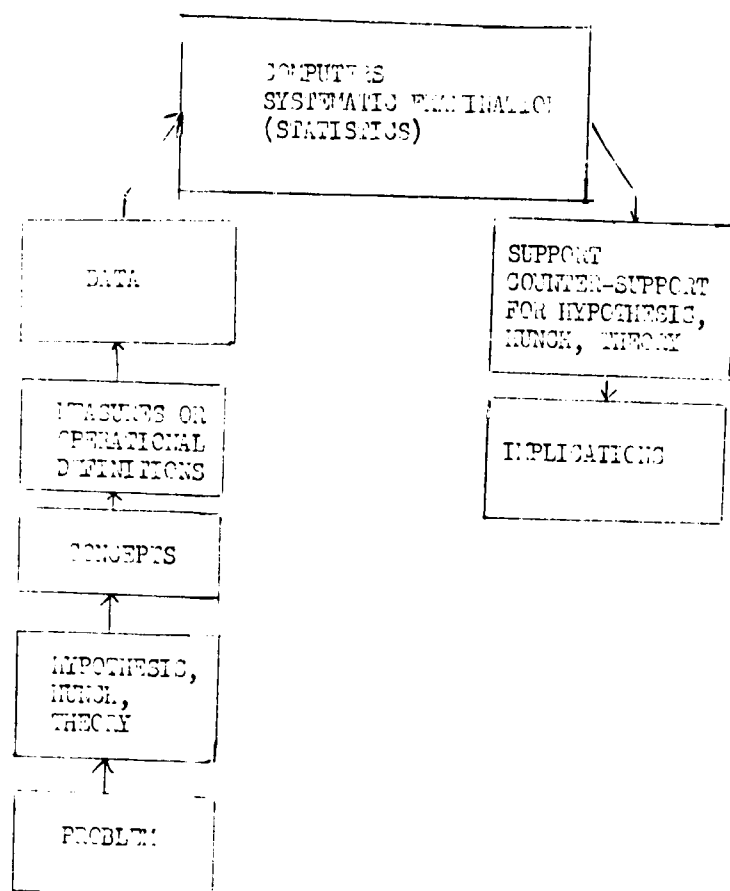 COMPUTERS
SYSTEMATIC EXAMINATION
(STATISTICS)
DATA
SUPPORT
COUNTER-SUPPORT
FOR HYPOTHESIS,
HUNCH, THEORY
MEASURES OR
OPERATIONAL
DEFINITIONS
IMPLICATIONS
CONCEPTS
HYPOTHESIS,
HUNCH,
THEORY
PROBLEM